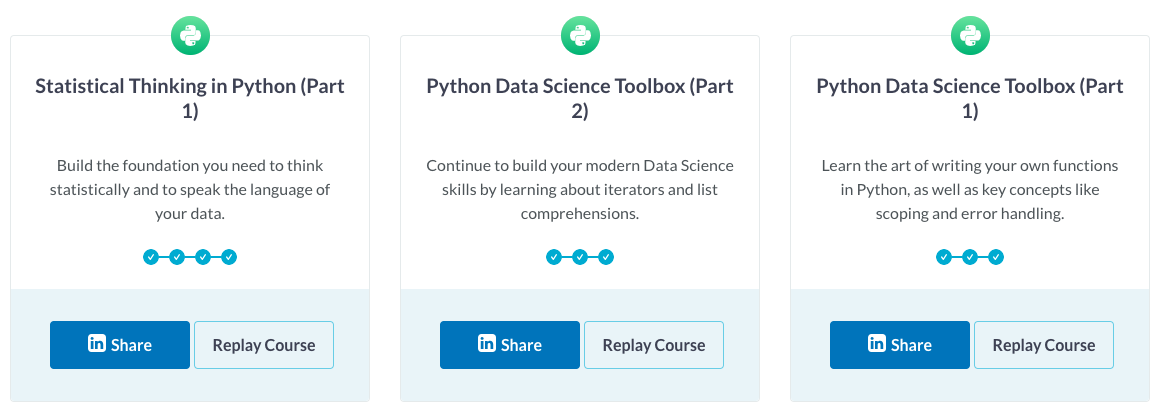 Statistical Thinking in Python (Part
1)
Build the foundation you need to think
statistically and to speak the language of
your data.
Share
Replay Course
Python Data Science Toolbox (Part
2)
Continue to build your modern Data Science
skills by learning about iterators and list
comprehensions.
Share
Replay Course
Python Data Science Toolbox (Part
1)
Learn the art of writing your own functions
in Python, as well as key concepts like
scoping and error handling.
Share
Replay Course